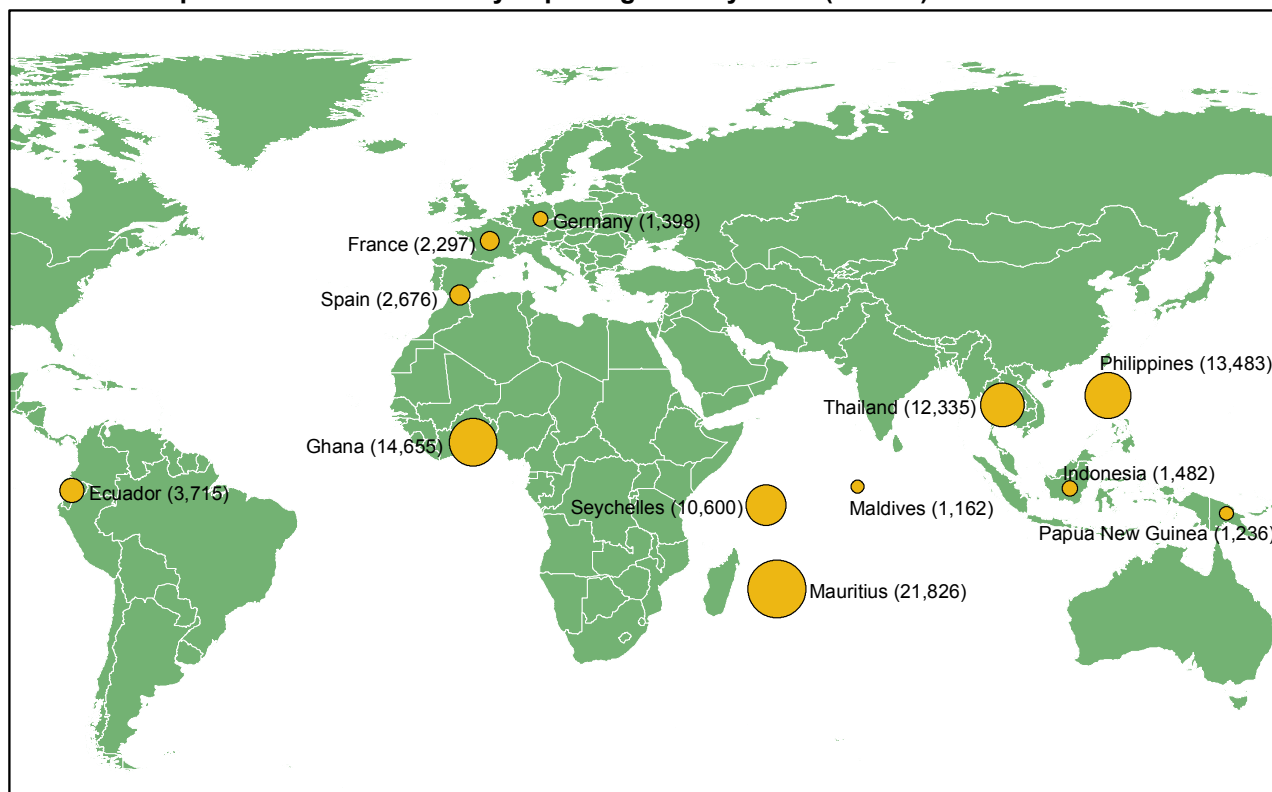 Germany (1,398)
France (2,297)
Spain (2,676)
Philippines (13,483)
Thailand (12,335)
Ghana (14,655)
Indonesia (1,482)
Ecuador (3,715)
Seychelles (10,600)
Maldives (1,162)
Papua New Guinea (1,236)
Mauritius (21,826)